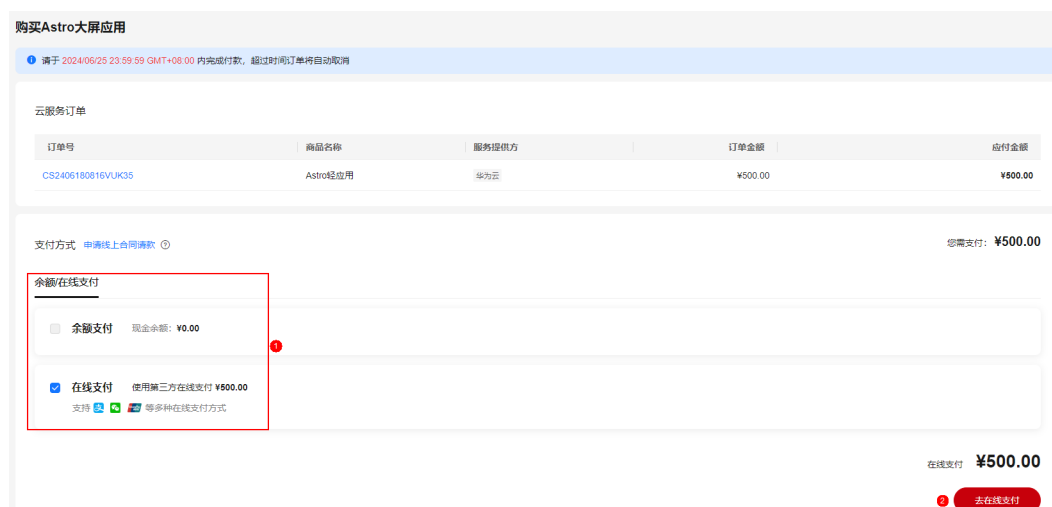 购买Astro大屏应用
请于 2024/06/25 23:59:59 GMT+08:00 内完成付款，超过时间订单将自动取消
云服务订单
订单号 商品名称 服务提供方 订单金额 应付金额
CS2406180816VUK35 Astro轻应用 华为云 ¥500.00 ¥500.00
支付方式 申请线上合同请款 ? 您需支付：¥500.00
余额/在线支付
余额支付 现金余额：¥0.00
1
在线支付 使用第三方在线支付 ¥500.00
支持 支 等多种在线支付方式
在线支付 ¥500.00
2 去在线支付